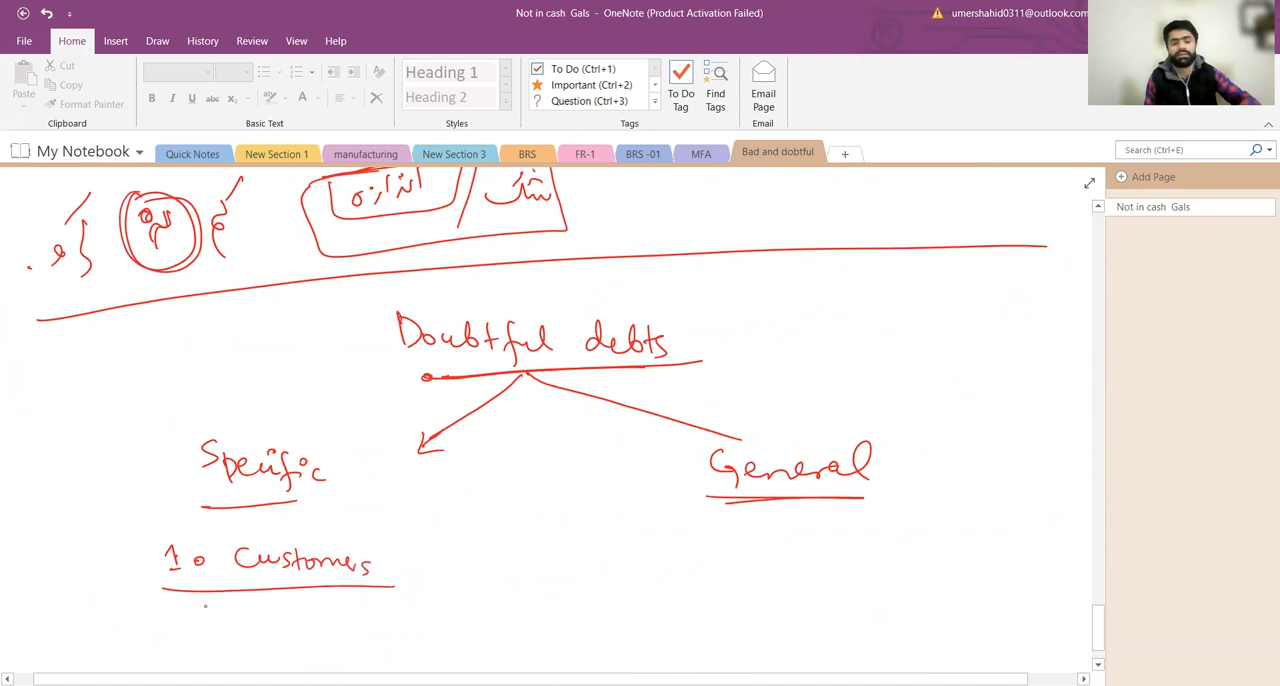 Not in cash Gals - OneNote (Product Activation Failed)
umershahid0311@outlook.com
File Home Insert Draw History Review View Help
Paste
Cut
Copy
Format Painter
Clipboard
B I U abc X₂ A
Basic Text
Heading 1
Heading 2
Styles
To Do (Ctrl+1)
Important (Ctrl+2)
Question (Ctrl+3)
To Do Tag
Find Tags
Tags
Email Page
Email
My Notebook
Quick Notes New Section 1 manufacturing New Section 3 BRS FR-1 BRS -01 MFA Bad and dobtful
Search (Ctrl+E)
Add Page
Not in cash Gals
Doubtful debts
Specific
General
10 Customers